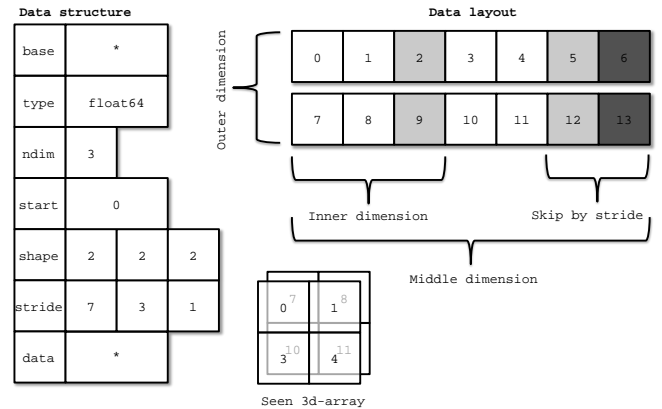 Data structure
base *
type float64
ndim 3
start 0
shape 2 2 2
stride 7 3 1
data *
Data layout
Outer dimension
0 1 2 3 4 5 6
7 8 9 10 11 12 13
Inner dimension
Skip by stride
Middle dimension
0 7 1 8
3 10 4 11
Seen 3d-array